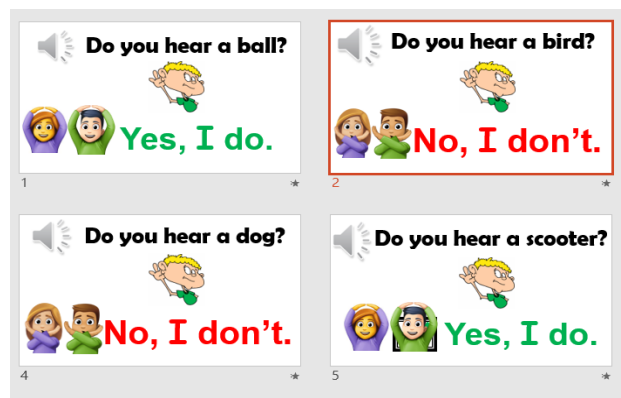 Do you hear a ball?
Yes, I do.
1
Do you hear a bird?
No, I don't.
2
Do you hear a dog?
No, I don't.
4
Do you hear a scooter?
Yes, I do.
5